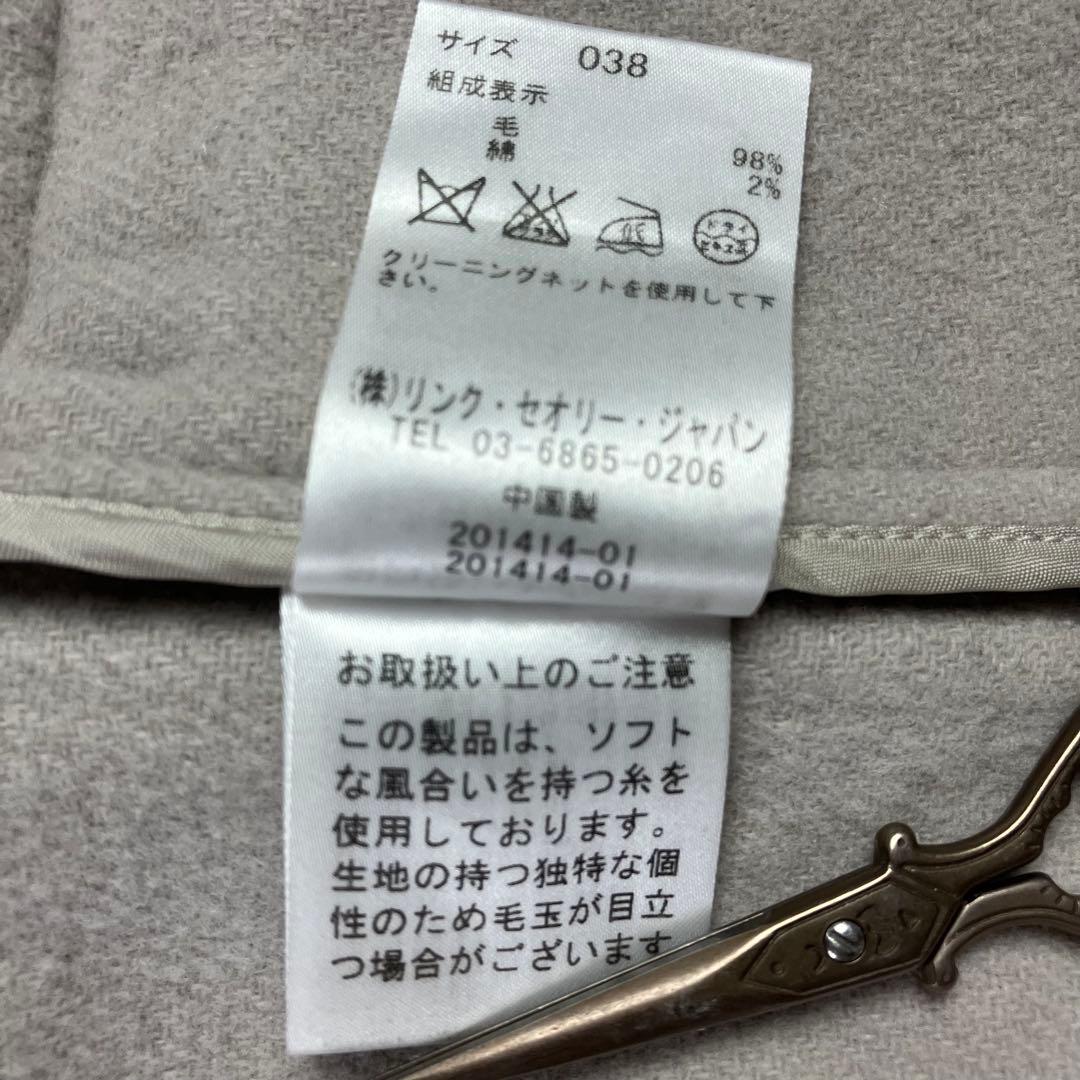 サイズ 038
組成表示
毛 98%
綿 2%
ドライ
クリーニングネットを使用して下
さい。
(株)リンク・セオリー・ジャパン
TEL 03-6865-0206
中国製
201414-01
201414-01
お取扱い上のご注意
この製品は、ソフト
な風合いを持つ糸を
使用しております。
生地の持つ独特な個
性のため毛玉が目立
つ場合がございます